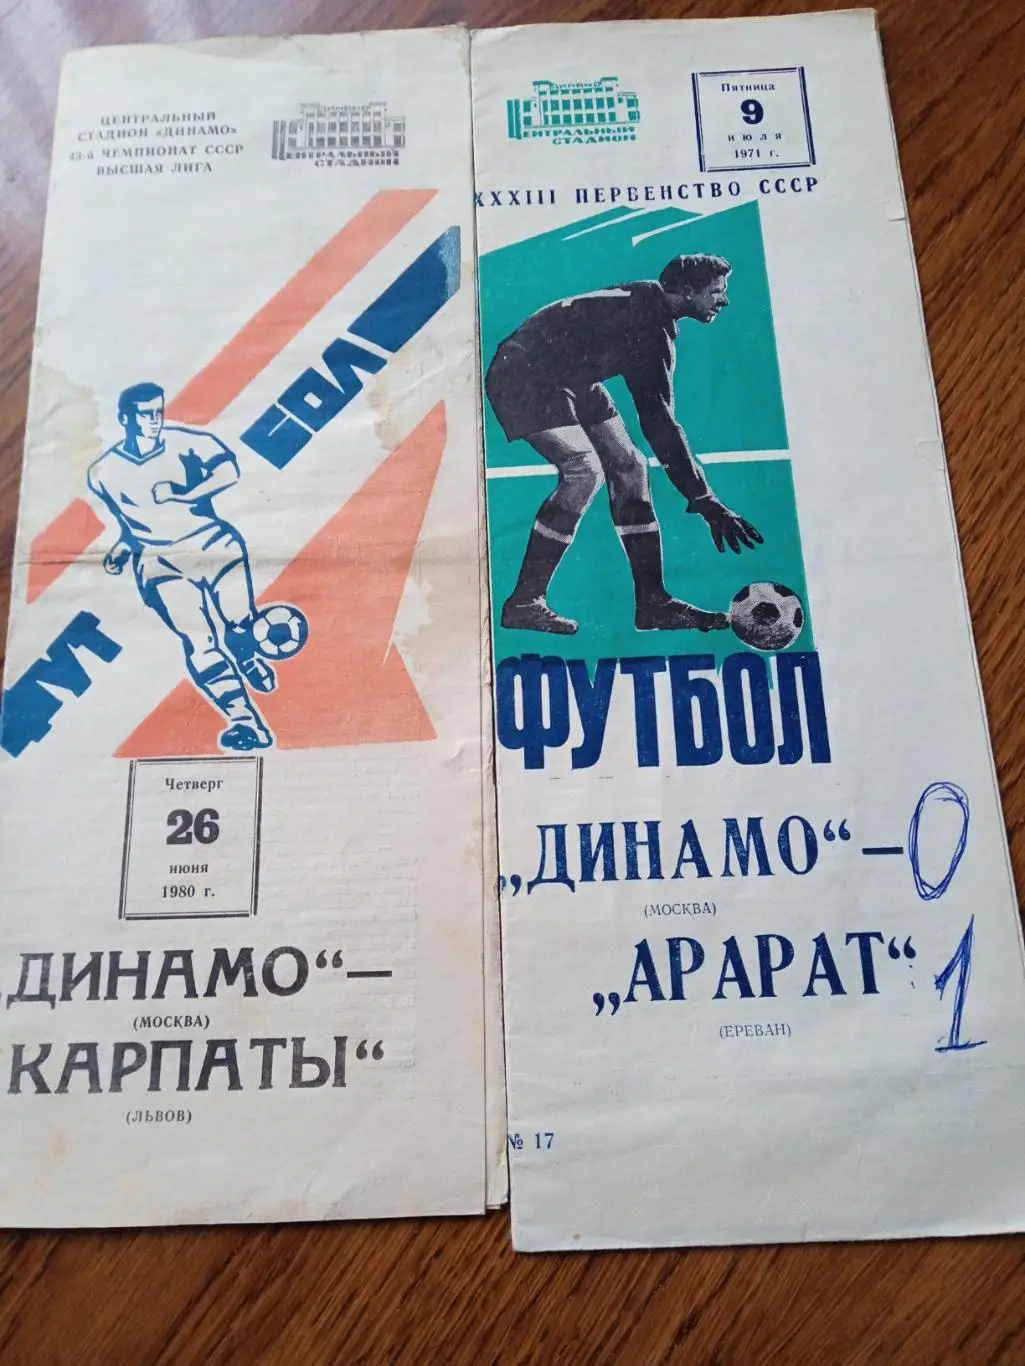 ЦЕНТРАЛЬНЫЙ
СТАДИОН «ДИНАМО»
43-й ЧЕМПИОНАТ СССР
ВЫСШАЯ ЛИГА
ДИНАМО
ЦЕНТРАЛЬНЫЙ
СТАДИОН
ФУТ
БОЛ
Четверг
26
июня
1980 г.
„ДИНАМО“ —
(МОСКВА)
КАРПАТЫ“
(ЛЬВОВ)
ДИНАМО
ЦЕНТРАЛЬНЫЙ
СТАДИОН
Пятница
9
июля
1971 г.
XXXIII ПЕРВЕНСТВО СССР
ФУТБОЛ
„ДИНАМО“ — 0
(МОСКВА)
„АРАРАТ“ 1
(ЕРЕВАН)
№ 17